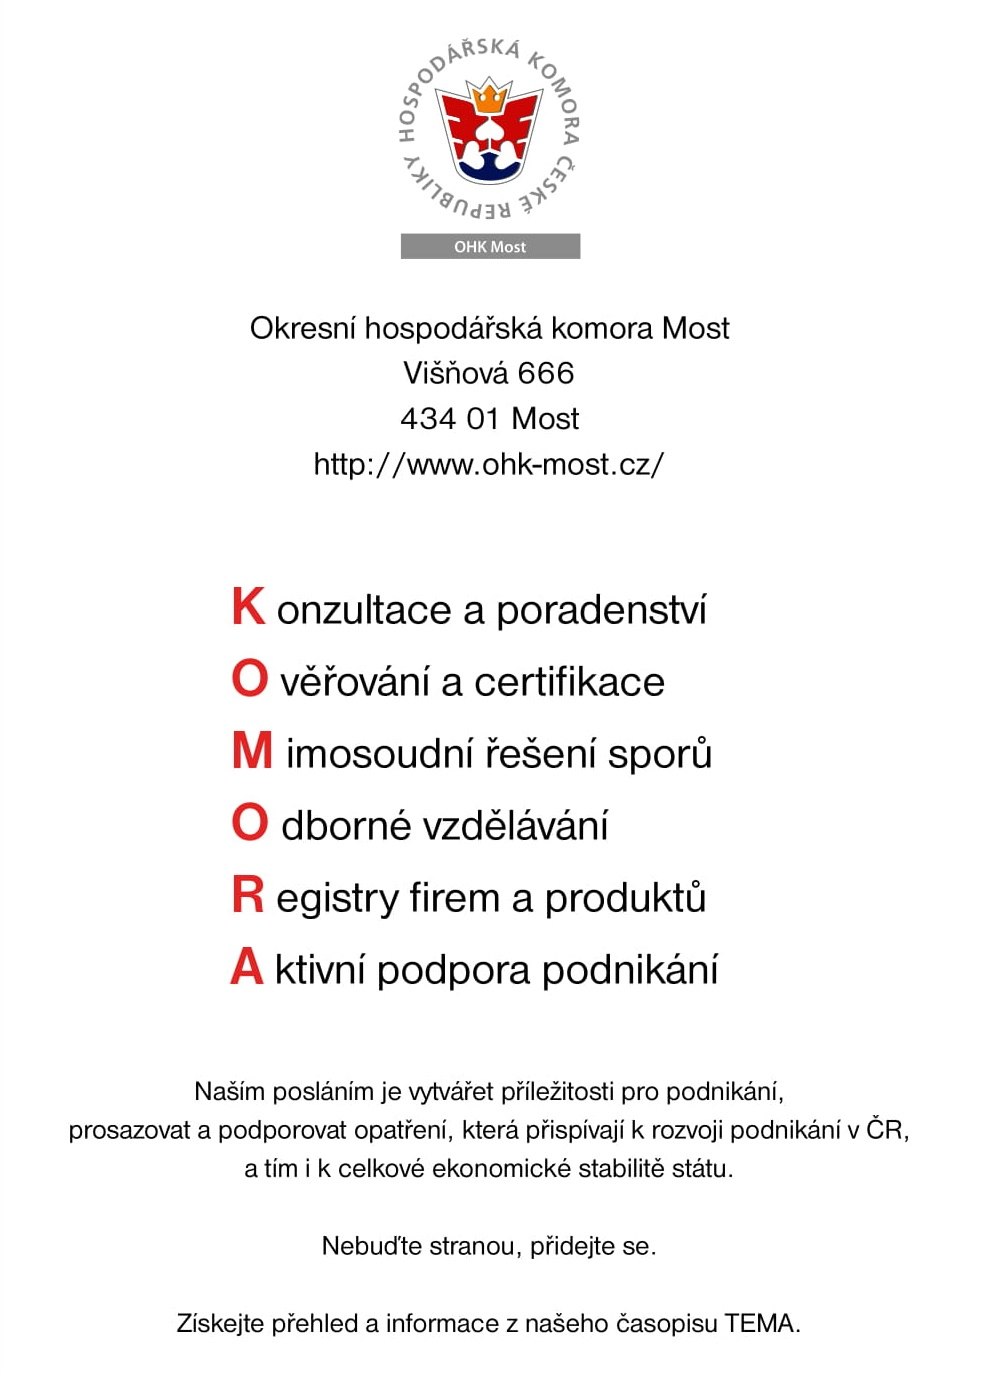 HOSPODÁŘSKÁ KOMORA ČESKÉ REPUBLIKY
OHK Most
Okresní hospodářská komora Most
Višňová 666
434 01 Most
http://www.ohk-most.cz/
K onzultace a poradenství
O věřování a certifikace
M imosoudní řešení sporů
O dborné vzdělávání
R egistry firem a produktů
A ktivní podpora podnikání
Naším posláním je vytvářet příležitosti pro podnikání,
prosazovat a podporovat opatření, která přispívají k rozvoji podnikání v ČR,
a tím i k celkové ekonomické stabilitě státu.
Nebuďte stranou, přidejte se.
Získejte přehled a informace z našeho časopisu TEMA.